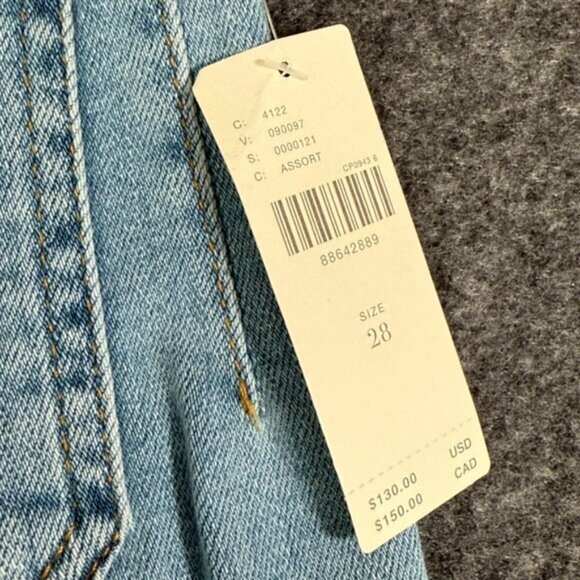 C: 4122
V: 090097
S: 0000121
C: ASSORT
CP0943 6
88642889
SIZE
28
$130.00 USD
$150.00 CAD